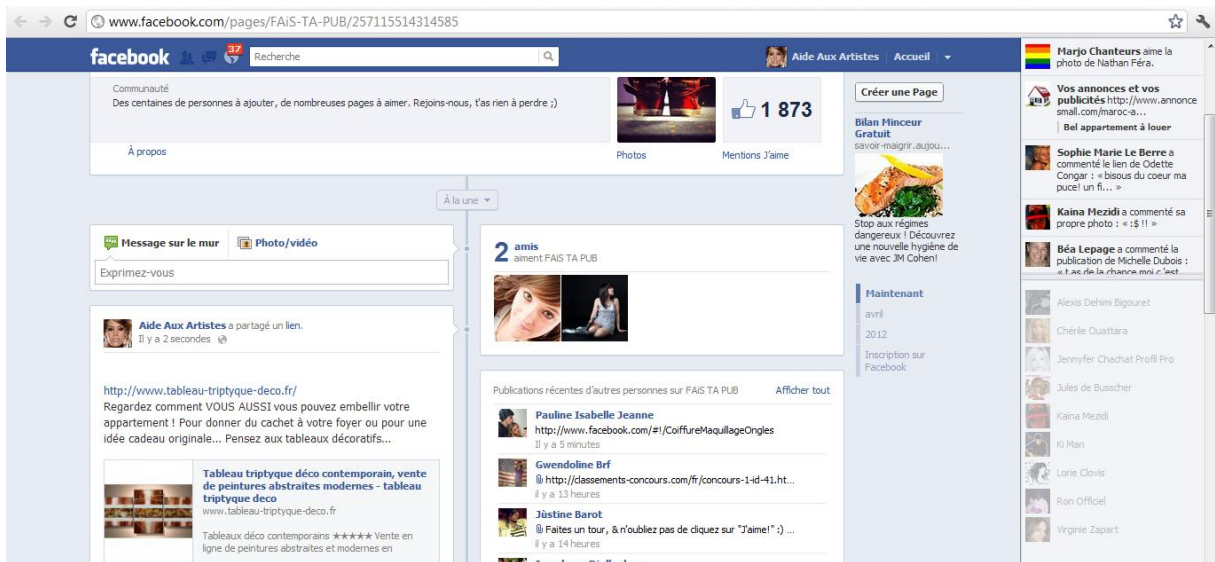 www.facebook.com/pages/FAiS-TA-PUB/257115514314585
facebook
37
Recherche
Aide Aux Artistes
Accueil
Communauté
Des centaines de personnes à ajouter, de nombreuses pages à aimer. Rejoins-nous, t'as rien à perdre ;)
À propos
Photos
1 873
Mentions J'aime
À la une
Message sur le mur
Photo/vidéo
Exprimez-vous
Aide Aux Artistes a partagé un lien.
Il y a 2 secondes
http://www.tableau-triptyque-deco.fr/
Regardez comment VOUS AUSSI vous pouvez embellir votre
appartement ! Pour donner du cachet à votre foyer ou pour une
idée cadeau originale... Pensez aux tableaux décoratifs...
Tableau triptyque déco contemporain, vente
de peintures abstraites modernes - tableau
triptyque deco
www.tableau-triptyque-deco.fr
Tableaux déco contemporains ★★★★★ Vente en
ligne de peintures abstraites et modernes en
2 amis
aiment FAiS TA PUB
Publications récentes d'autres personnes sur FAiS TA PUB
Afficher tout
Pauline Isabelle Jeanne
http://www.facebook.com/#!/CoiffureMaquillageOngles
Il y a 5 minutes
Gwendoline Brf
http://classements-concours.com/fr/concours-1-id-41.ht...
il y a 13 heures
Jùstine Barot
Faites un tour, & n'oubliez pas de cliquez sur "J'aime!" :) ...
il y a 14 heures
Créer une Page
Bilan Minceur
Gratuit
savoir-maigrir.aujou...
Stop aux régimes
dangereux ! Découvrez
une nouvelle hygiène de
vie avec JM Cohen!
Maintenant
avril
2012
Inscription sur
Facebook
Marjo Chanteurs aime la
photo de Nathan Féra.
Vos annonces et vos
publicités http://www.annonce
small.com/maroc-a...
Bel appartement à louer
Sophie Marie Le Berre a
commenté le lien de Odette
Congar : « bisous du coeur ma
puce! un fi... »
Kaina Mezidi a commenté sa
propre photo : « :$ !! »
Béa Lepage a commenté la
publication de Michelle Dubois :
« t as de la chance moi c 'est
Alexis Dehimi Bigouret
Chérile Ouattara
Jennyfer Chachat Profil Pro
Jules de Busscher
Kaina Mezidi
Ki Man
Lorie Clovis
Ron Officiel
Virginie Zapart